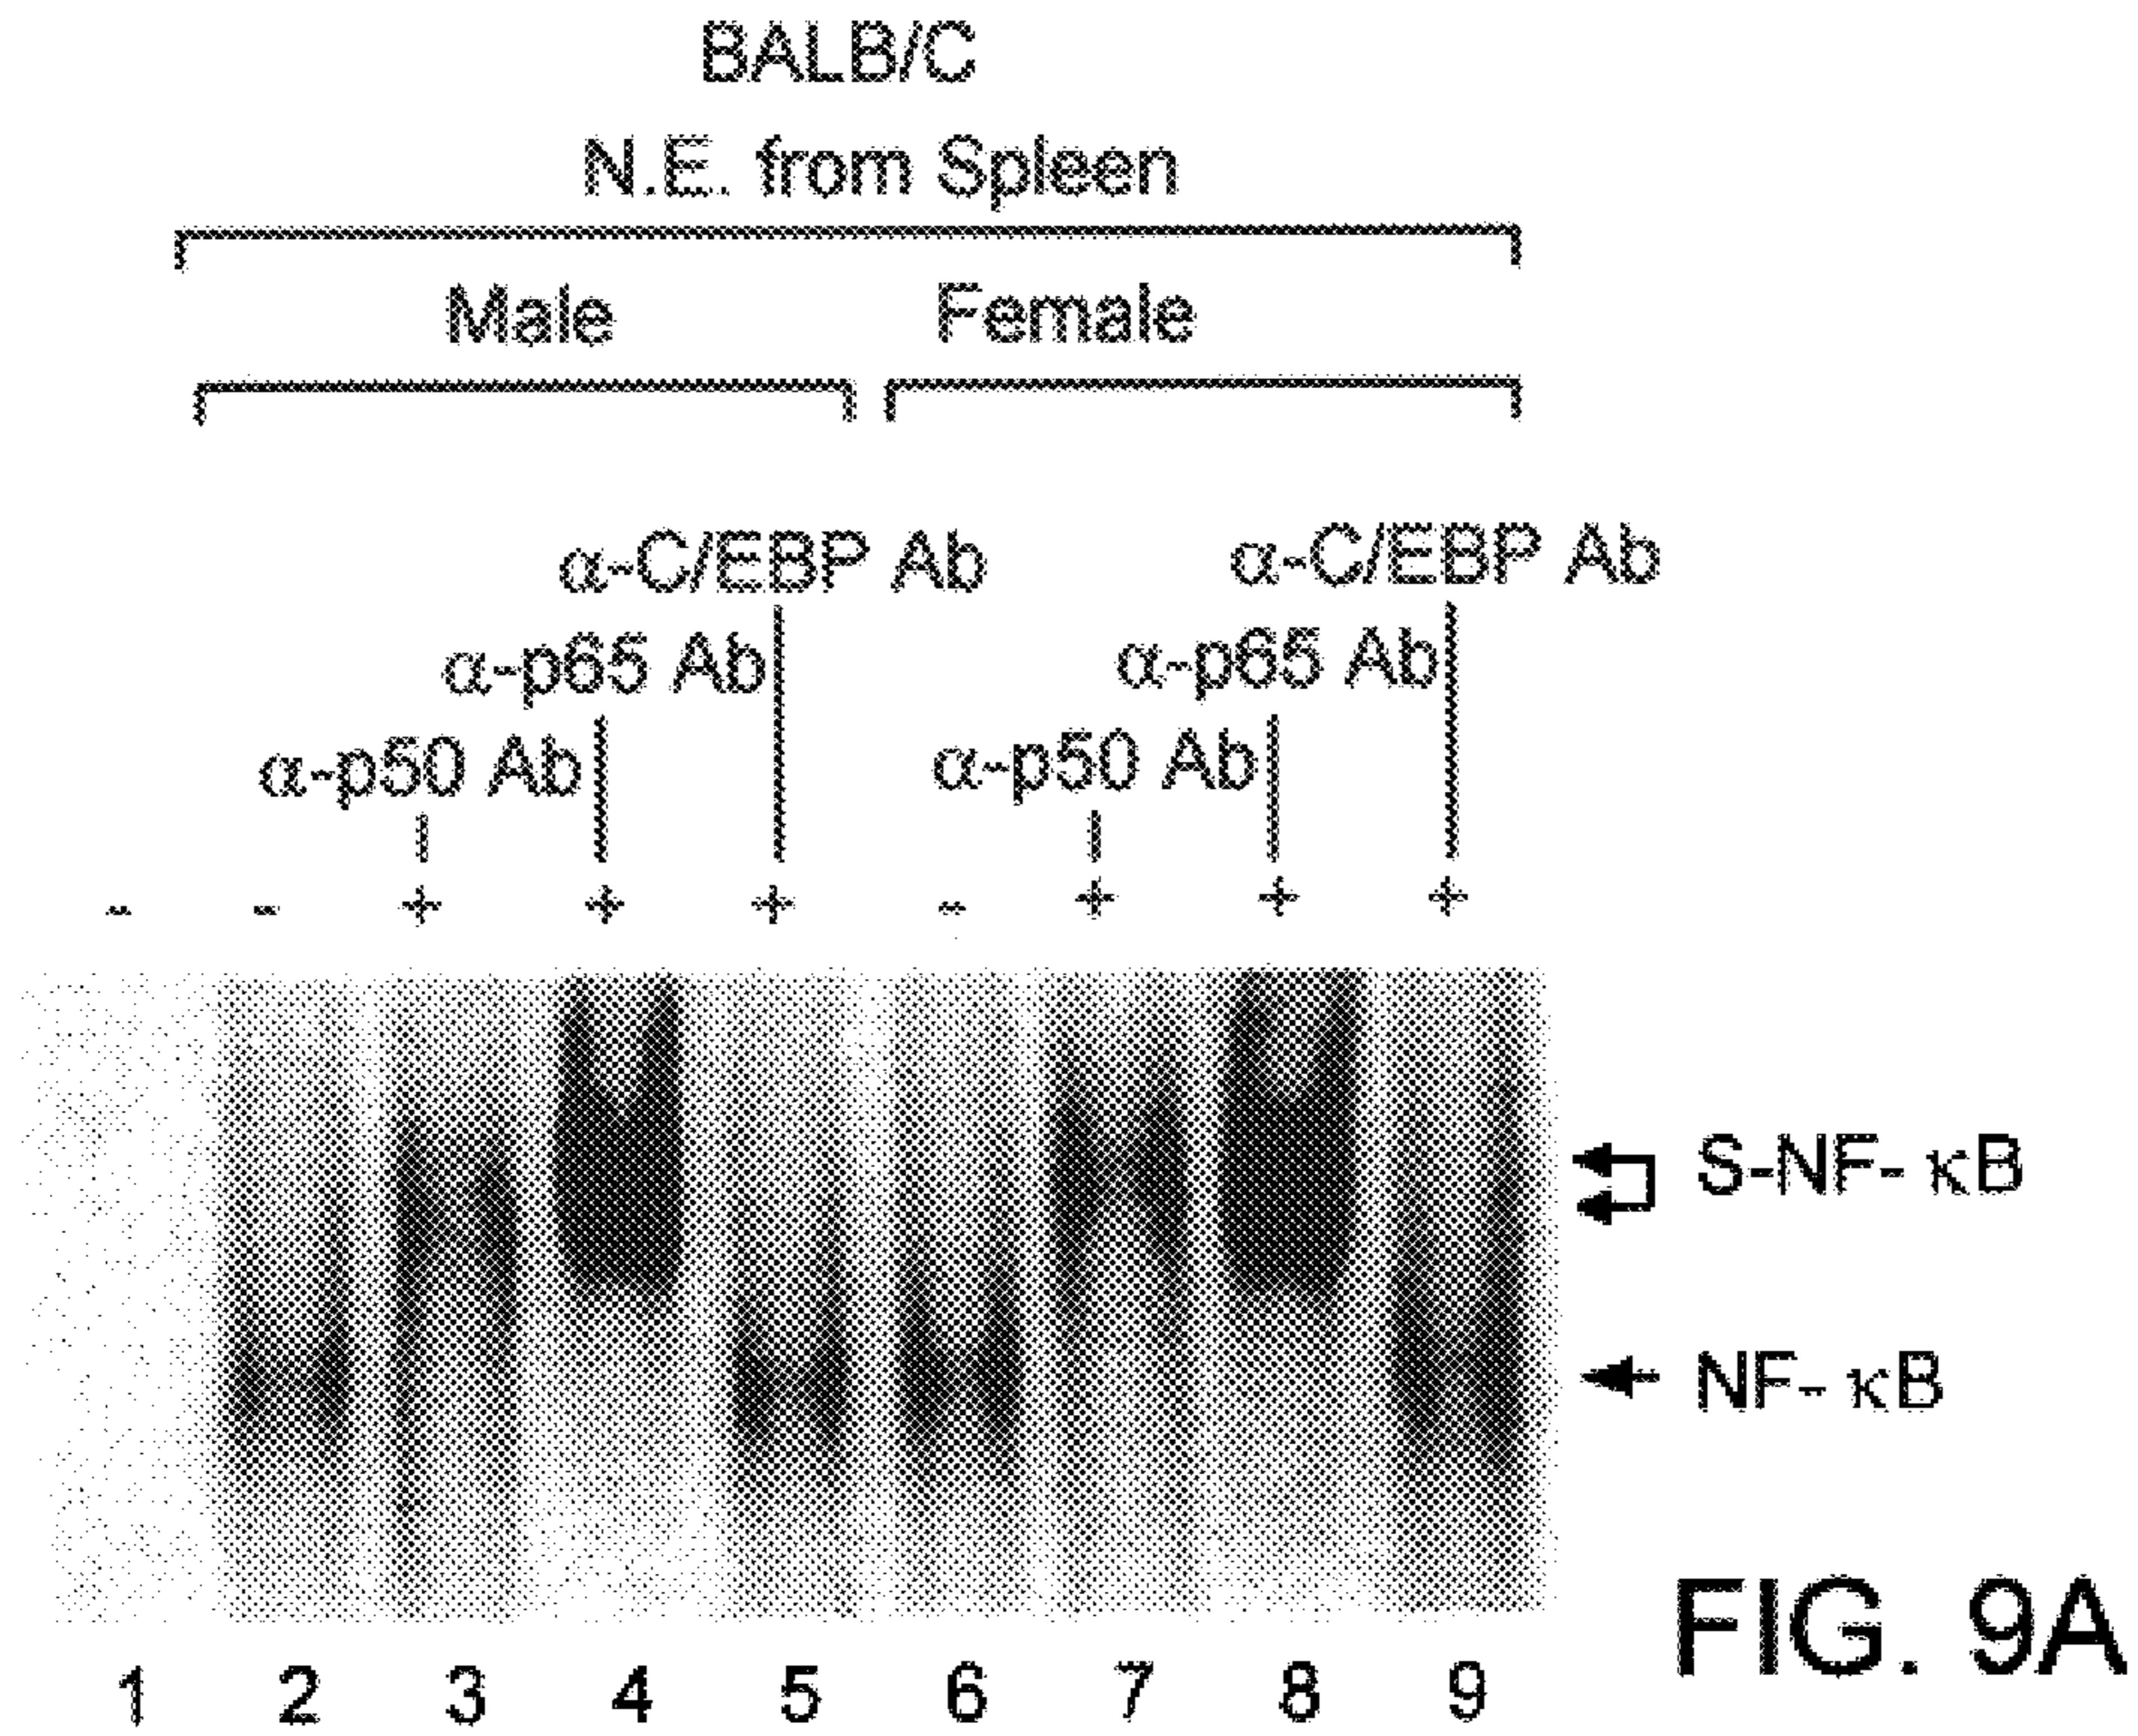 BALB/C
N.E. from Spleen
Male Female
α-C/EBP Ab α-C/EBP Ab
α-p65 Ab α-p65 Ab
α-p50 Ab α-p50 Ab
- - + + + - + + +
S-NF-κB
NF-κB
FIG. 9A
1 2 3 4 5 6 7 8 9